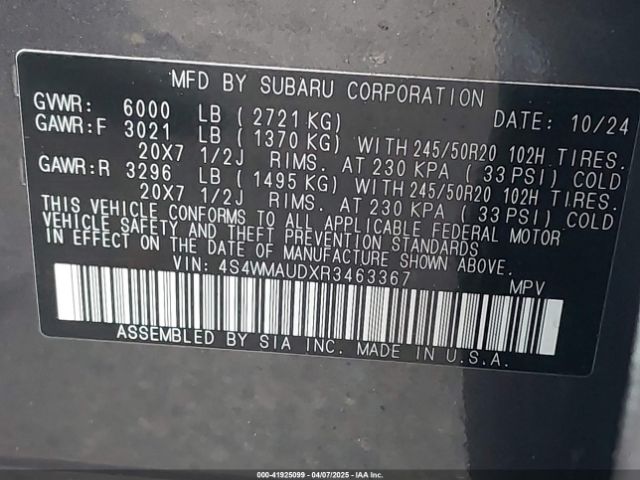 MFD BY SUBARU CORPORATION
GVWR: 6000 LB ( 2721 KG) DATE: 10/24
GAWR:F 3021 LB ( 1370 KG) WITH 245/50R20 102H TIRES.
20X7 1/2J RIMS. AT 230 KPA ( 33 PSI) COLD
GAWR:R 3296 LB ( 1495 KG) WITH 245/50R20 102H TIRES.
20X7 1/2J RIMS. AT 230 KPA ( 33 PSI) COLD
THIS VEHICLE CONFORMS TO ALL APPLICABLE FEDERAL MOTOR
VEHICLE SAFETY AND THEFT PREVENTION STANDARDS
IN EFFECT ON THE DATE OF MANUFACTURE SHOWN ABOVE.
VIN: 4S4WMAUDXR3463367 MPV
ASSEMBLED BY SIA INC. MADE IN U.S.A.
000-41925099 - 04/07/2025 - IAA Inc.